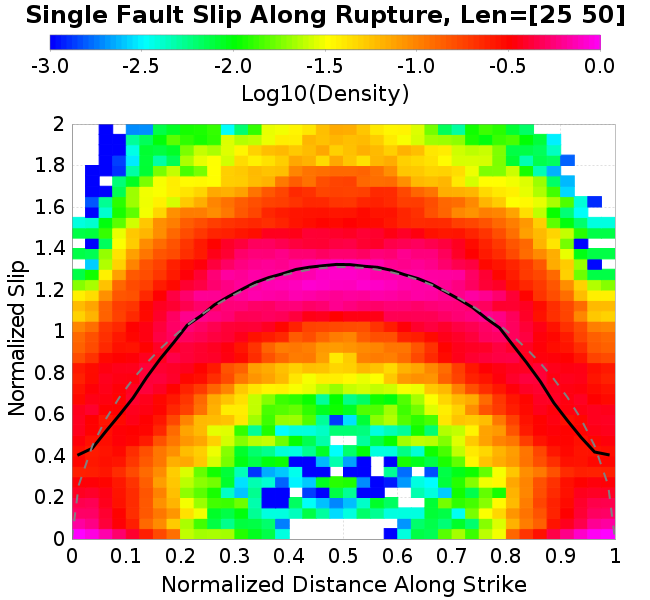 Single Fault Slip Along Rupture, Len=[25 50]
-3.0 -2.5 -2.0 -1.5 -1.0 -0.5 0.0
Log10(Density)
Normalized Slip
2
1.8
1.6
1.4
1.2
1
0.8
0.6
0.4
0.2
0
0 0.1 0.2 0.3 0.4 0.5 0.6 0.7 0.8 0.9 1
Normalized Distance Along Strike